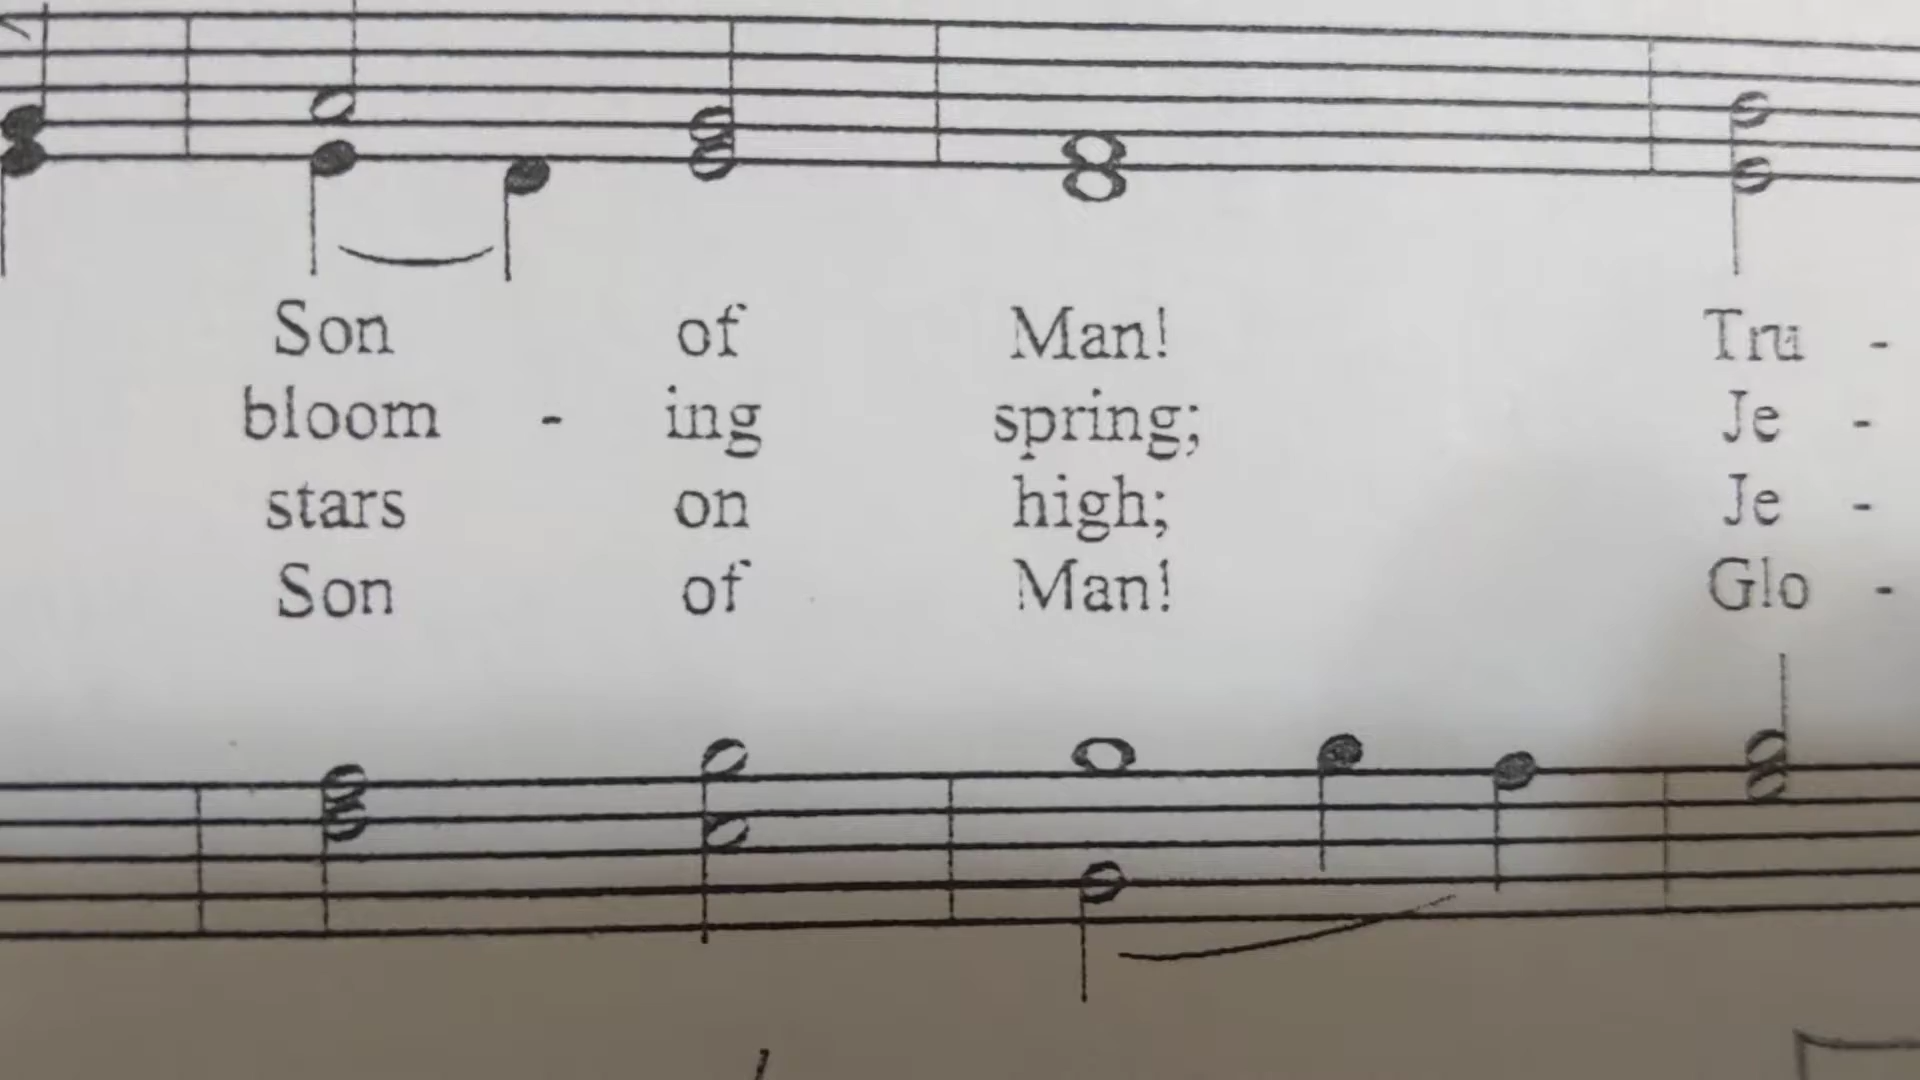 Son of Man! Tru -
bloom - ing spring; Je -
stars on high; Je -
Son of Man! Glo -